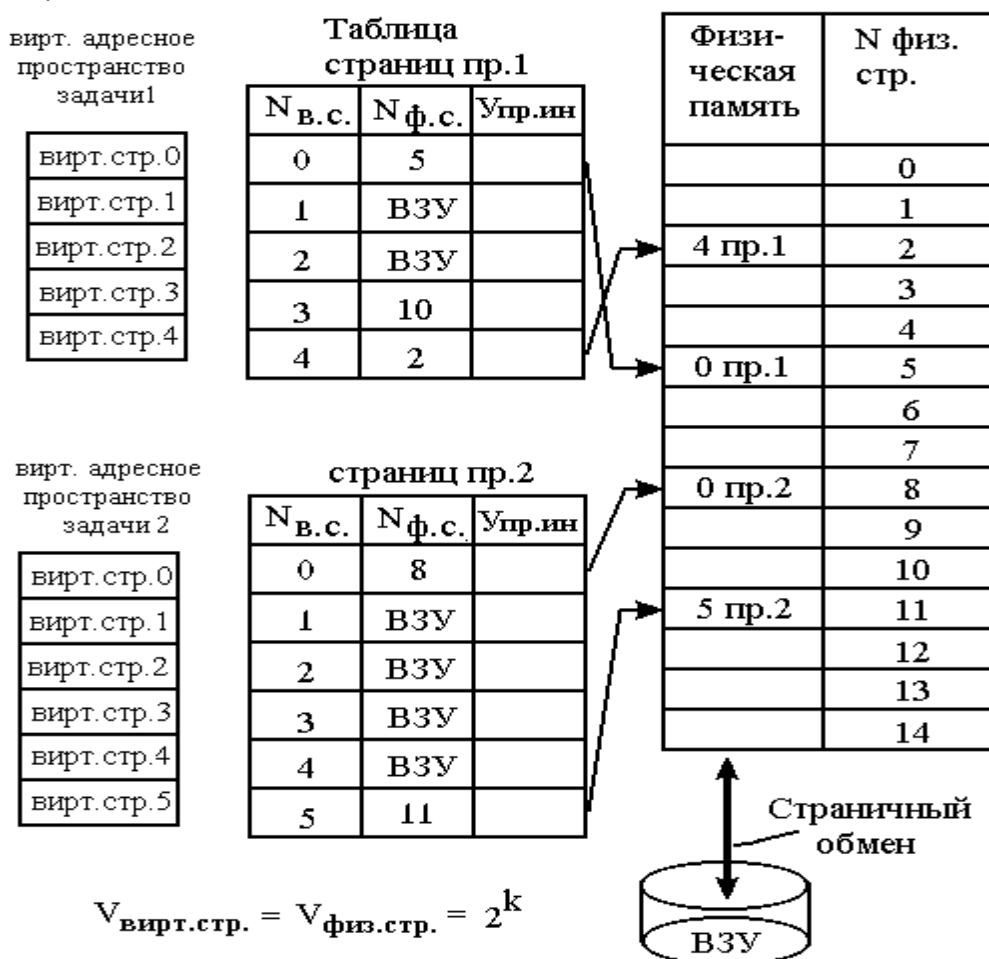 вирт. адресное
пространство
задачи1
вирт.стр.0
вирт.стр.1
вирт.стр.2
вирт.стр.3
вирт.стр.4
Таблица
страниц пр.1
Nв.с. Nф.с. Упр.ин
0 5
1 ВЗУ
2 ВЗУ
3 10
4 2
вирт. адресное
пространство
задачи 2
вирт.стр.0
вирт.стр.1
вирт.стр.2
вирт.стр.3
вирт.стр.4
вирт.стр.5
страниц пр.2
Nв.с. Nф.с. Упр.ин
0 8
1 ВЗУ
2 ВЗУ
3 ВЗУ
4 ВЗУ
5 11
Физи- N физ.
ческая стр.
память
0
1
4 пр.1 2
3
4
0 пр.1 5
6
7
0 пр.2 8
9
10
5 пр.2 11
12
13
14
Страничный
обмен
ВЗУ
Vвирт.стр. = Vфиз.стр. = 2^k